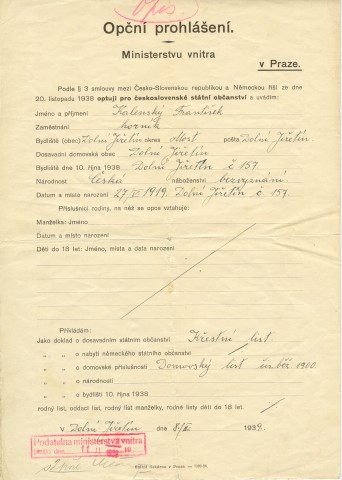 Opis.
Opční prohlášení.
Ministerstvu vnitra
v Praze.
Podle § 3 smlouvy mezi Česko-Slovenskou republikou a Německou Říší ze dne
20. listopadu 1938 optuji pro československé státní občanství a uvádím:
Jméno a příjmení Kalenský František
Zaměstnání horník
Bydliště (obec) Dolní Jiřetín okres Most pošta Dolní Jiřetín.
Dosavadní domovské obec Dolní Jiřetín
Bydliště dne 10. října 1938 Dolní Jiřetín č 157
Národnost Česká náboženství bezvyznání.
Datum a místo narození 27. 1919. Dolní Jiřetín č 157.
Příslušníci rodiny, na něž se opce vztahuje:
Manželka: Jméno
Datum a místo narození
Děti do 18 let: Jméno, místa a data narození
Přikládám:
Jako doklad o dosavadním státním občanství Křestní list
„ „ o nabytí německého státního občanství
„ „ o domovské příslušnosti Domovský list 1900.
„ „ o národnosti
„ „ o bydlišti 10. října 1938
rodný list, oddací list, rodný list manželky, rodné listy dětí do 18 let.
v Dolní Jiřetín dne 8/II. 1939.
Podatelna ministerstva vnitra